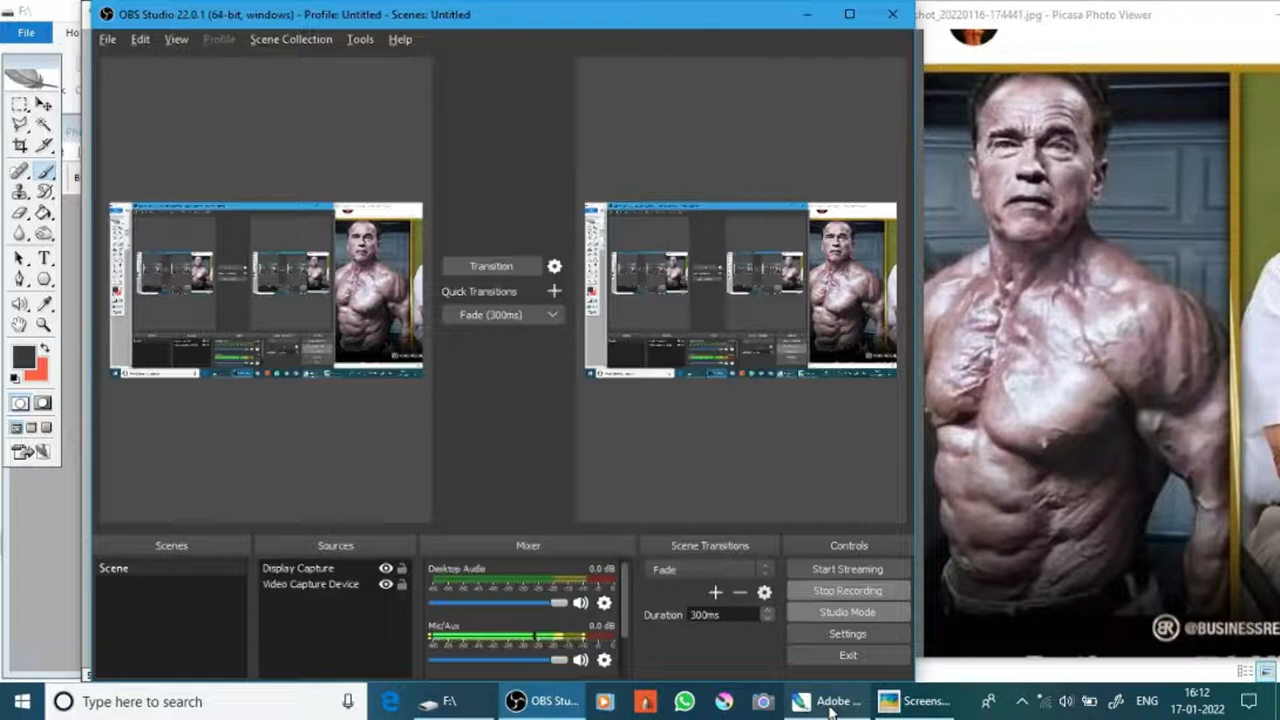 F:\
OBS Studio 22.0.1 (64-bit, windows) - Profile: Untitled - Scenes: Untitled
shot_20220116-174441.jpg - Picasa Photo Viewer
File
Ho
File Edit View Profile Scene Collection Tools Help
Transition
Quick Transitions
Fade (300ms)
T
Scenes
Sources
Mixer
Scene Transitions
Controls
Scene
Display Capture
Video Capture Device
Desktop Audio
0.0 dB
Mic/Aux
0.0 dB
Fade
Duration 300ms
Start Streaming
Stop Recording
Studio Mode
Settings
Exit
BR @BUSINESSRE
Type here to search
F:\
OBS Stu...
Adobe ...
Screens...
ENG
16:12
17-01-2022